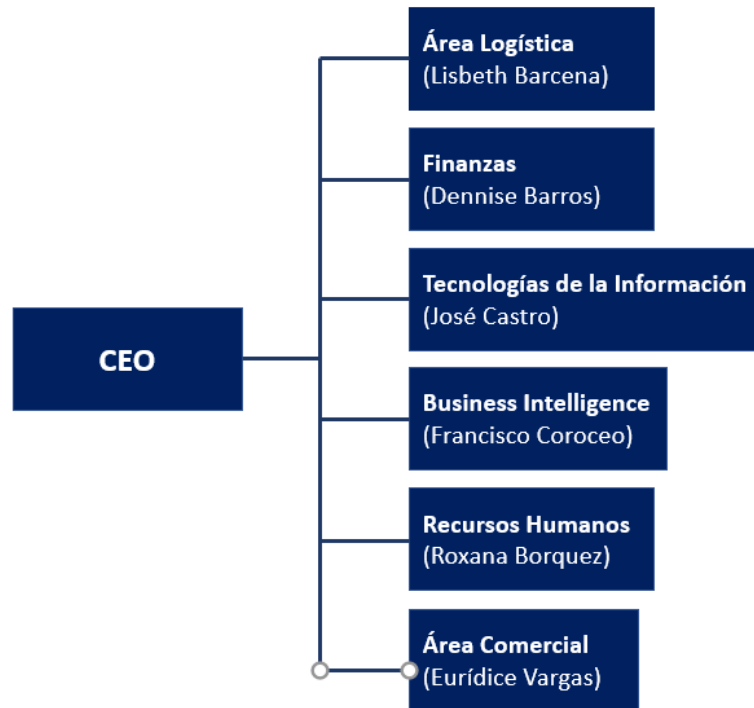 Área Logística
(Lisbeth Barcena)
Finanzas
(Dennise Barros)
Tecnologías de la Información
(José Castro)
CEO
Business Intelligence
(Francisco Coroceo)
Recursos Humanos
(Roxana Borquez)
Área Comercial
(Eurídice Vargas)